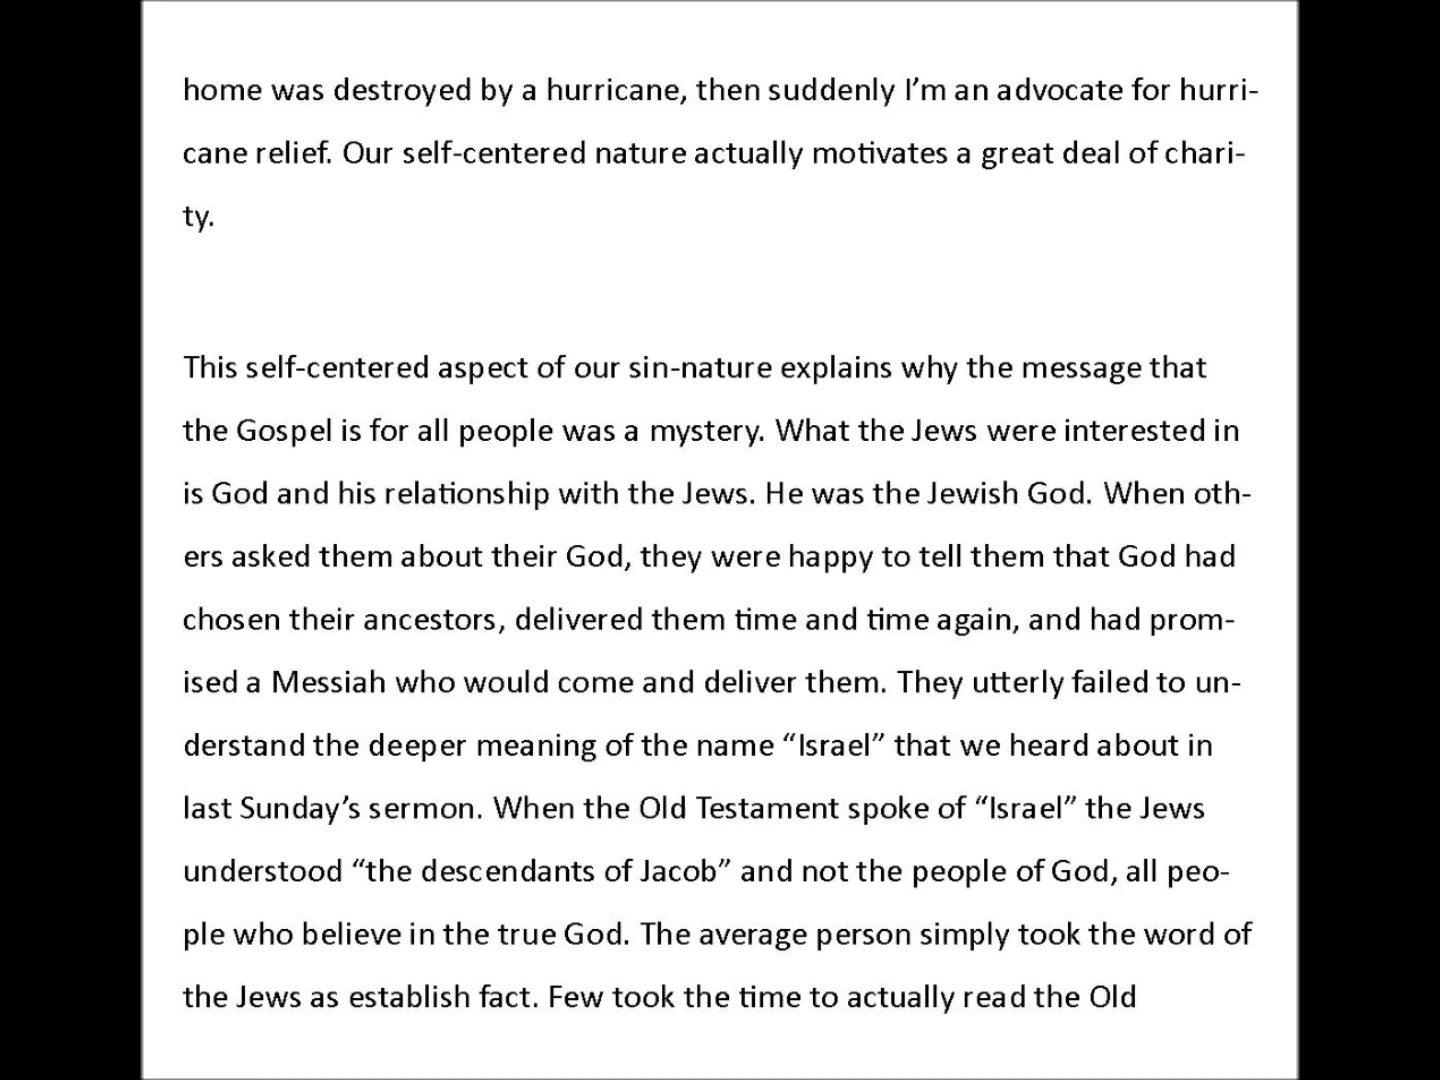 home was destroyed by a hurricane, then suddenly I’m an advocate for hurri-
cane relief. Our self-centered nature actually motivates a great deal of chari-
ty.
This self-centered aspect of our sin-nature explains why the message that
the Gospel is for all people was a mystery. What the Jews were interested in
is God and his relationship with the Jews. He was the Jewish God. When oth-
ers asked them about their God, they were happy to tell them that God had
chosen their ancestors, delivered them time and time again, and had prom-
ised a Messiah who would come and deliver them. They utterly failed to un-
derstand the deeper meaning of the name “Israel” that we heard about in
last Sunday’s sermon. When the Old Testament spoke of “Israel” the Jews
understood “the descendants of Jacob” and not the people of God, all peo-
ple who believe in the true God. The average person simply took the word of
the Jews as establish fact. Few took the time to actually read the Old